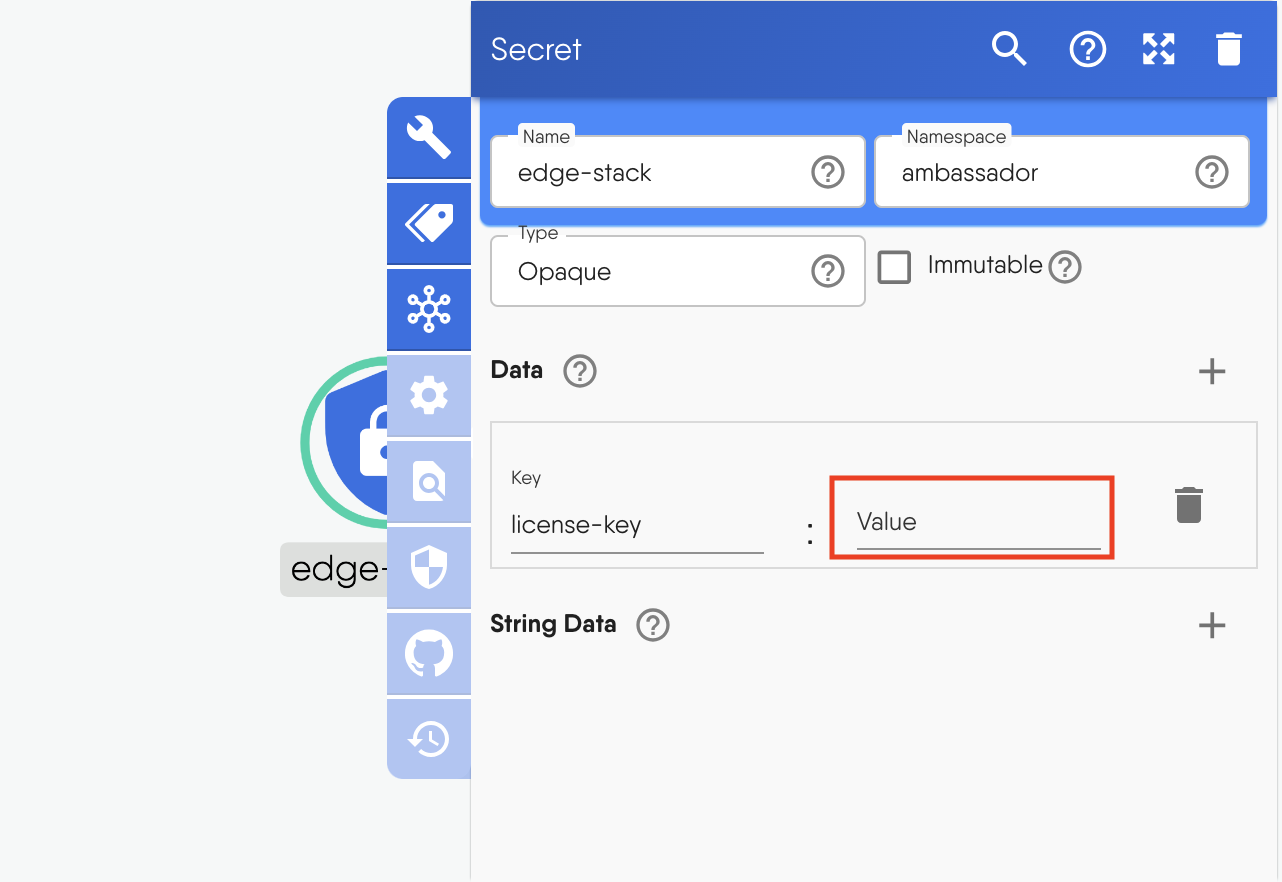 Secret
Name
Namespace
edge-stack
ambassador
Type
Opaque
Immutable
Data
Key
license-key
:
Value
edge-
String Data